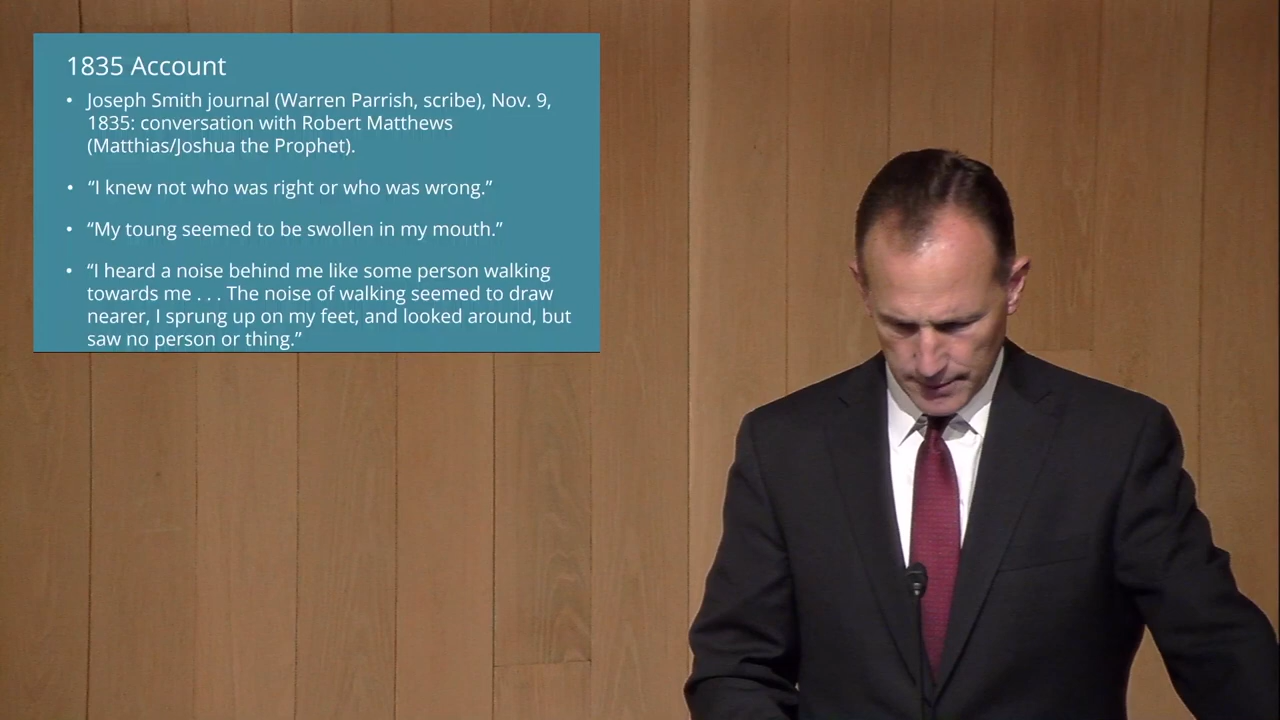 1835 Account
• Joseph Smith journal (Warren Parrish, scribe), Nov. 9,
1835: conversation with Robert Matthews
(Matthias/Joshua the Prophet).
• “I knew not who was right or who was wrong.”
• “My toung seemed to be swollen in my mouth.”
• “I heard a noise behind me like some person walking
towards me . . . The noise of walking seemed to draw
nearer, I sprung up on my feet, and looked around, but
saw no person or thing.”